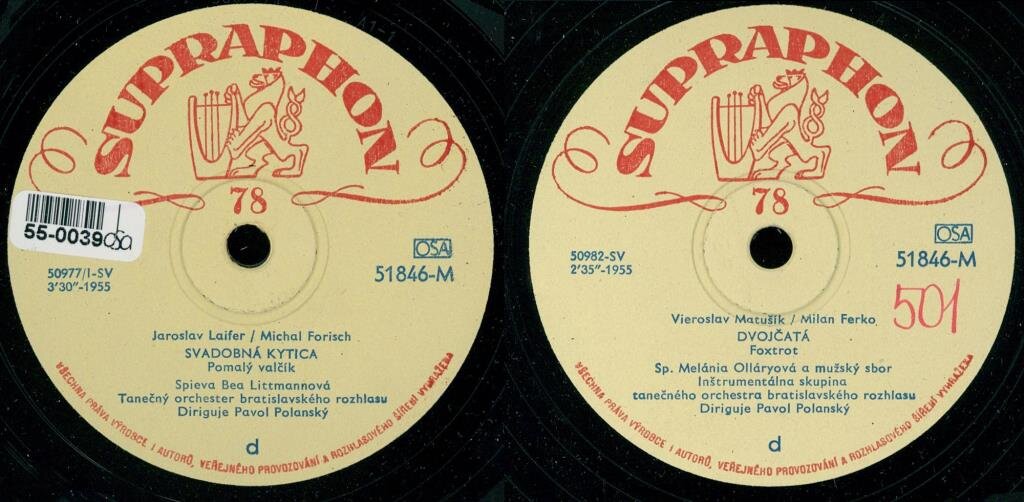 SUPRAPHON
78
55-0039
OSA
50977/1-SV
3'30"-1955
51846-M
Jaroslav Laifer / Michal Forisch
SVADOBNÁ KYTICA
Pomalý valčík
Spieva Bea Littmannová
Tanečný orchester bratislavského rozhlasu
Diriguje Pavol Polanský
d
VŠECHNA PRÁVA VÝROBCE I AUTORŮ, VEŘEJNÉHO PROVOZOVÁNÍ A ROZHLASOVÉHO ŠÍŘENÍ VYHRAŽENA
SUPRAPHON
78
OSA
50982-SV
2'35"-1955
51846-M
501
Vieroslav Matušík / Milan Ferko
DVOJČATÁ
Foxtrot
Sp. Melánia Olláryová a mužský sbor
Inštrumentálna skupina
tanečného orchestra bratislavského rozhlasu
Diriguje Pavol Polanský
d
VŠECHNA PRÁVA VÝROBCE I AUTORŮ, VEŘEJNÉHO PROVOZOVÁNÍ A ROZHLASOVÉHO ŠÍŘENÍ VYHRAŽENA